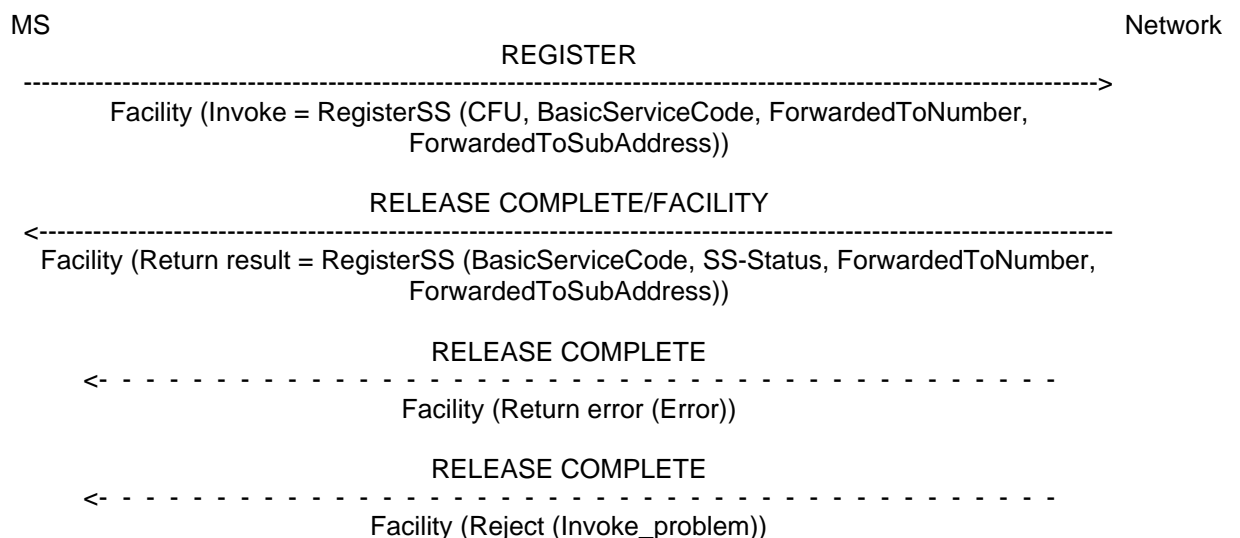 MS Network
REGISTER
Facility (Invoke = RegisterSS (CFU, BasicServiceCode, ForwardedToNumber,
ForwardedToSubAddress))
RELEASE COMPLETE/FACILITY
Facility (Return result = RegisterSS (BasicServiceCode, SS-Status, ForwardedToNumber,
ForwardedToSubAddress))
RELEASE COMPLETE
Facility (Return error (Error))
RELEASE COMPLETE
Facility (Reject (Invoke_problem))